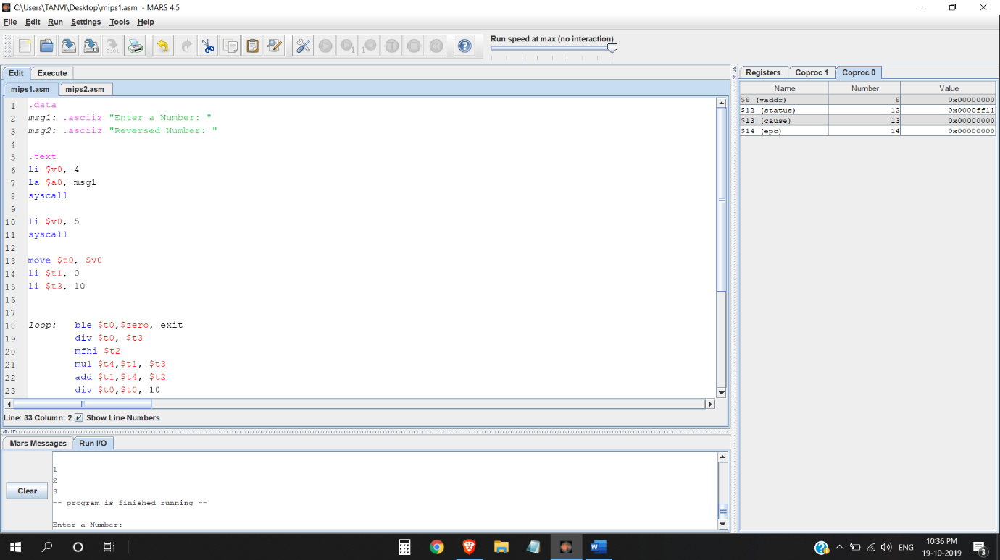 C:\Users\TANVI\Desktop\mips1.asm - MARS 4.5
File Edit Run Settings Tools Help
Run speed at max (no interaction)
Edit Execute
mips1.asm mips2.asm
1 .data
2 msg1: .asciiz "Enter a Number: "
3 msg2: .asciiz "Reversed Number: "
4
5 .text
6 li $v0, 4
7 la $a0, msg1
8 syscall
9
10 li $v0, 5
11 syscall
12
13 move $t0, $v0
14 li $t1, 0
15 li $t3, 10
16
17
18 loop: ble $t0,$zero, exit
19 div $t0, $t3
20 mfhi $t2
21 mul $t4,$t1, $t3
22 add $t1,$t4, $t2
23 div $t0,$t0, 10
Line: 33 Column: 2 Show Line Numbers
Mars Messages Run I/O
Clear
1
2
3
-- program is finished running --
Enter a Number:
Registers Coproc 1 Coproc 0
Name Number Value
$8 (vaddr) 8 0x00000000
$12 (status) 12 0x0000ff11
$13 (cause) 13 0x00000000
$14 (epc) 14 0x00000000
ENG
10:36 PM
19-10-2019
3